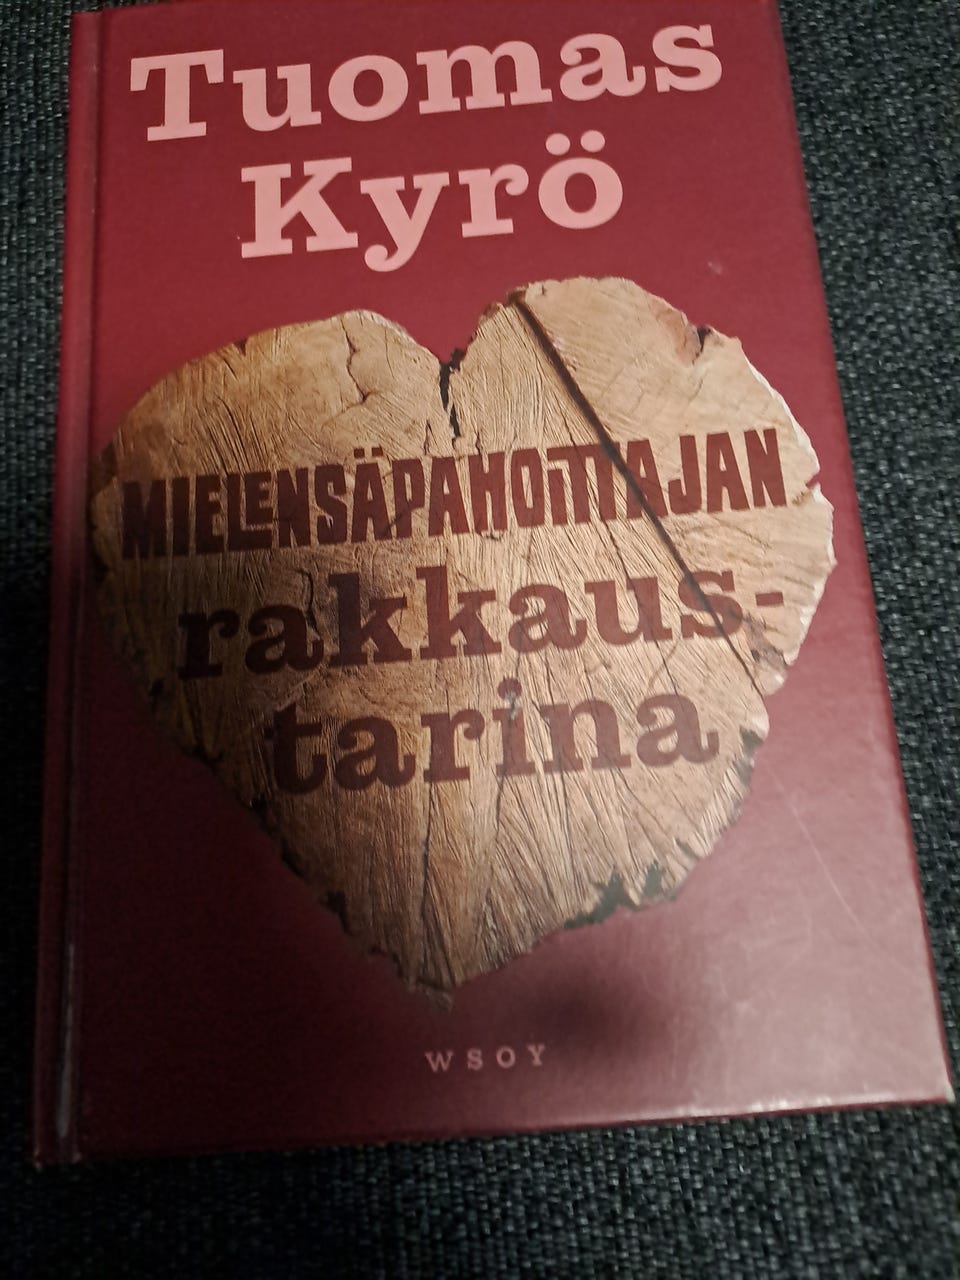 Tuomas
Kyrö
MIELENSÄPAHOITTAJAN
rakkaus-
tarina
WSOY